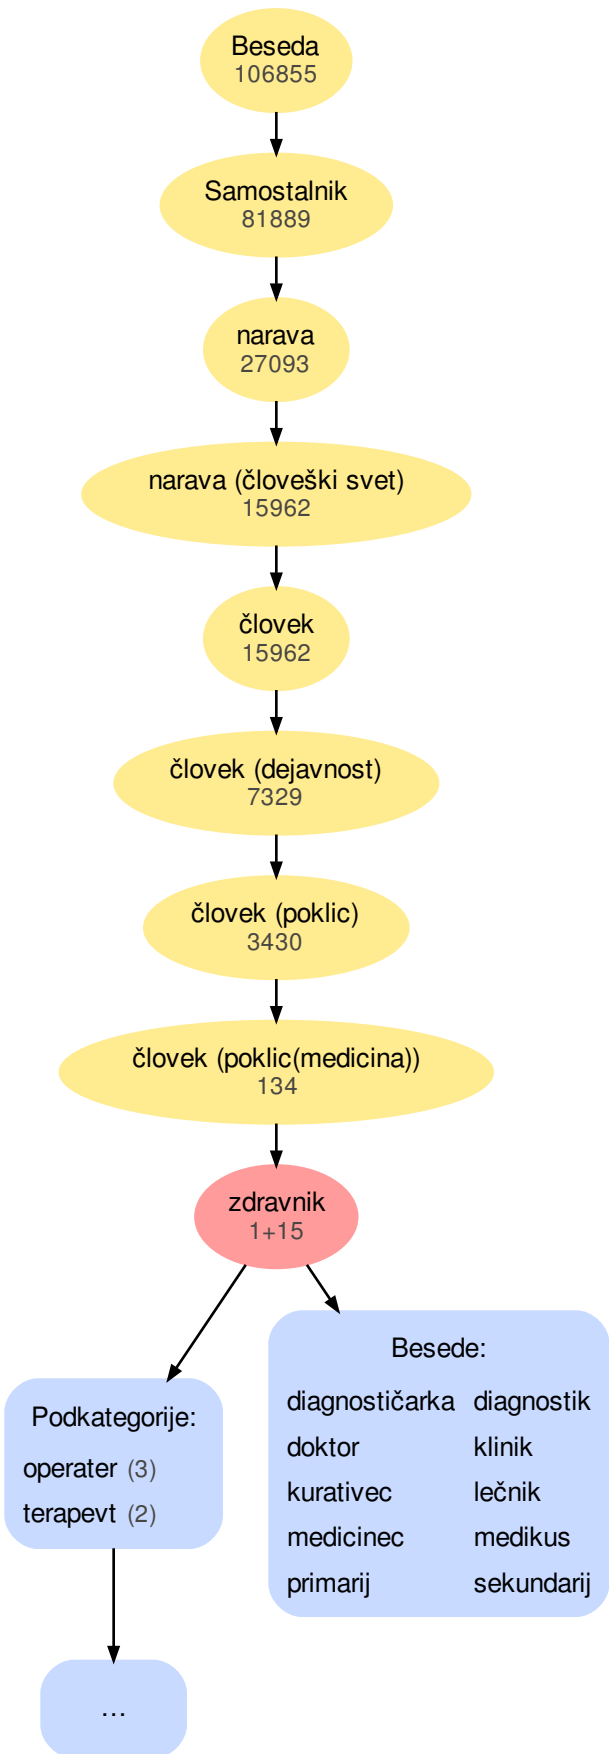 Beseda
106855
Samostalnik
81889
narava
27093
narava (človeški svet)
15962
človek
15962
človek (dejavnost)
7329
človek (poklic)
3430
človek (poklic(medicina))
134
zdravnik
1+15
Podkategorije:
operater (3)
terapevt (2)
...
Besede:
diagnostičarka diagnostik
doktor klinik
kurativec lečnik
medicinec medikus
primarij sekundarij